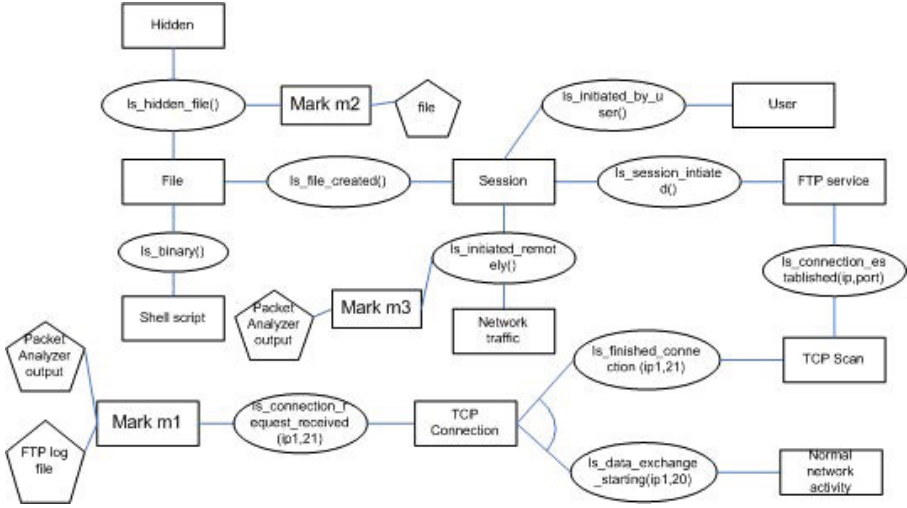 Hidden
Is_hidden_file()
Mark m2
file
Is_initiated_by_u
ser()
User
File
Is_file_created()
Session
Is_session_intiate
d()
FTP service
Is_binary()
Is_initiated_remot
ely()
Is_connection_es
tablished(ip,port)
Shell script
Packet
Analyzer
output
Mark m3
Network
traffic
Packet
Analyzer
output
Is_finished_conne
ction (ip1,21)
TCP Scan
Mark m1
Is_connection_r
equest_received
(ip1,21)
TCP
Connection
FTP log
file
Is_data_exchange
_starting(ip1,20)
Normal
network
activity